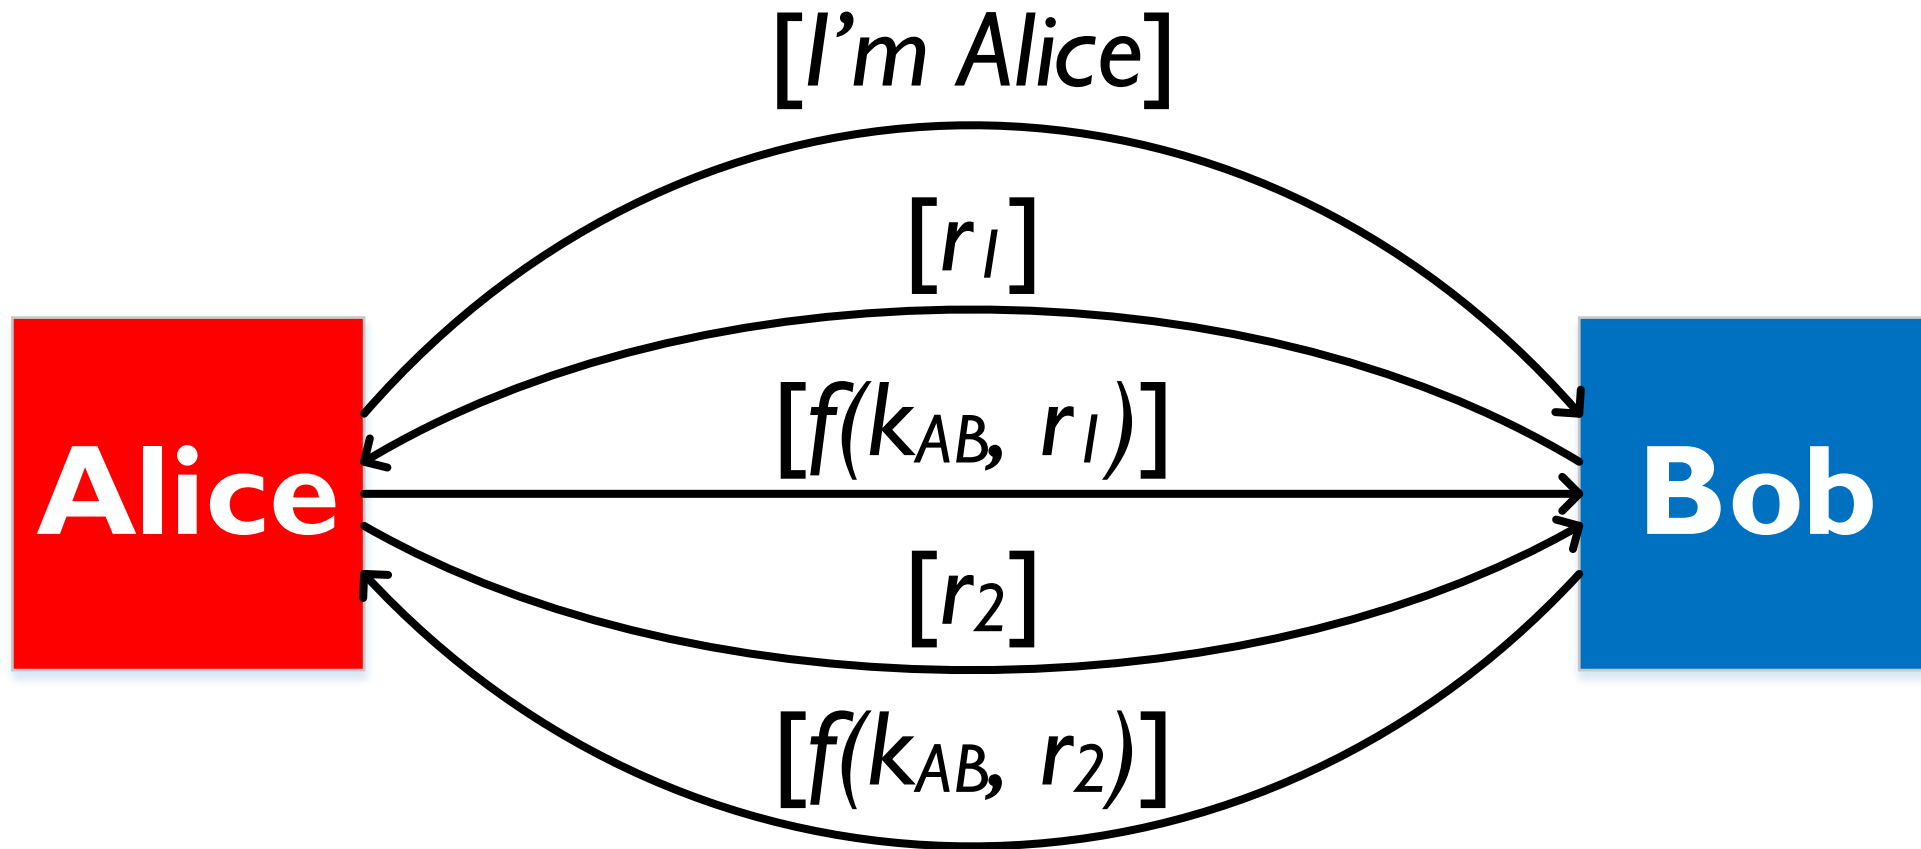 [I’m Alice]
[r1]
[f(kAB, r1)]
Alice
Bob
[r2]
[f(kAB, r2)]